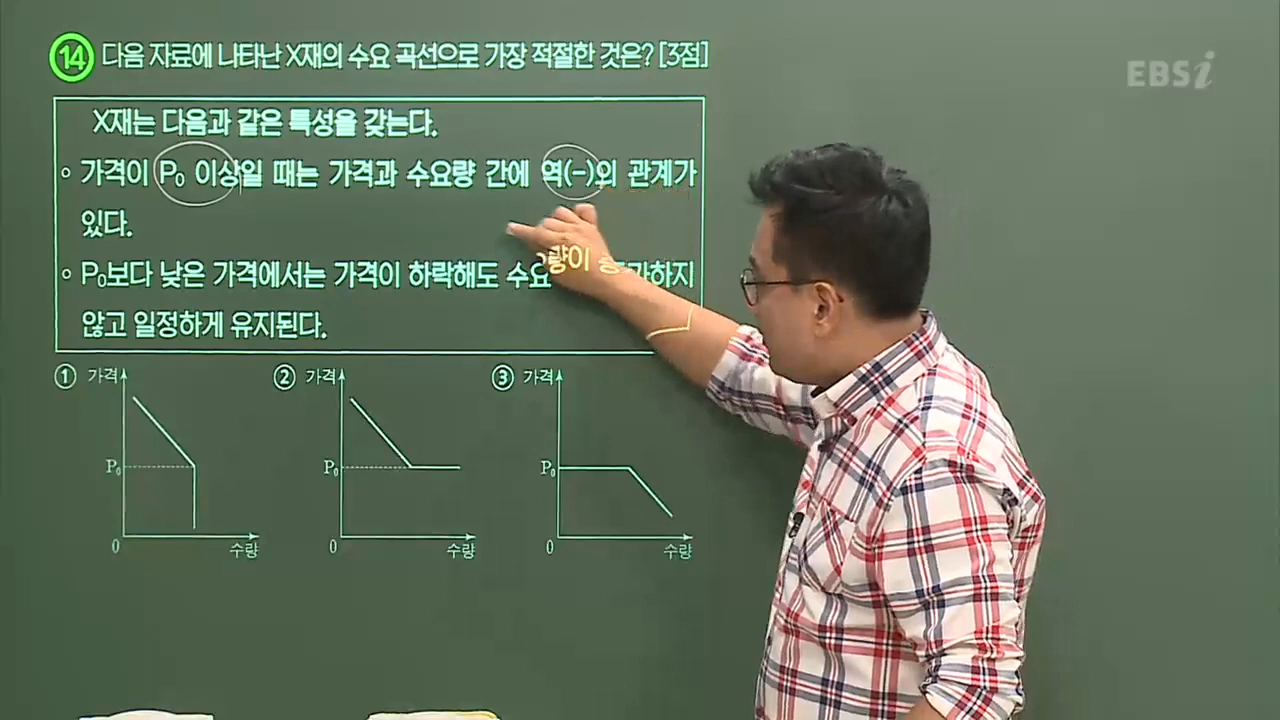 14 다음 자료에 나타난 X재의 수요 곡선으로 가장 적절한 것은? [3점]
EBSi
X재는 다음과 같은 특성을 갖는다.
○ 가격이 P₀ 이상일 때는 가격과 수요량 간에 역(-)의 관계가
있다.
○ P₀보다 낮은 가격에서는 가격이 하락해도 수요량이 하지
않고 일정하게 유지된다.
① 가격 ② 가격 ③ 가격
P₀ P₀ P₀
0 수량 0 수량 0 수량